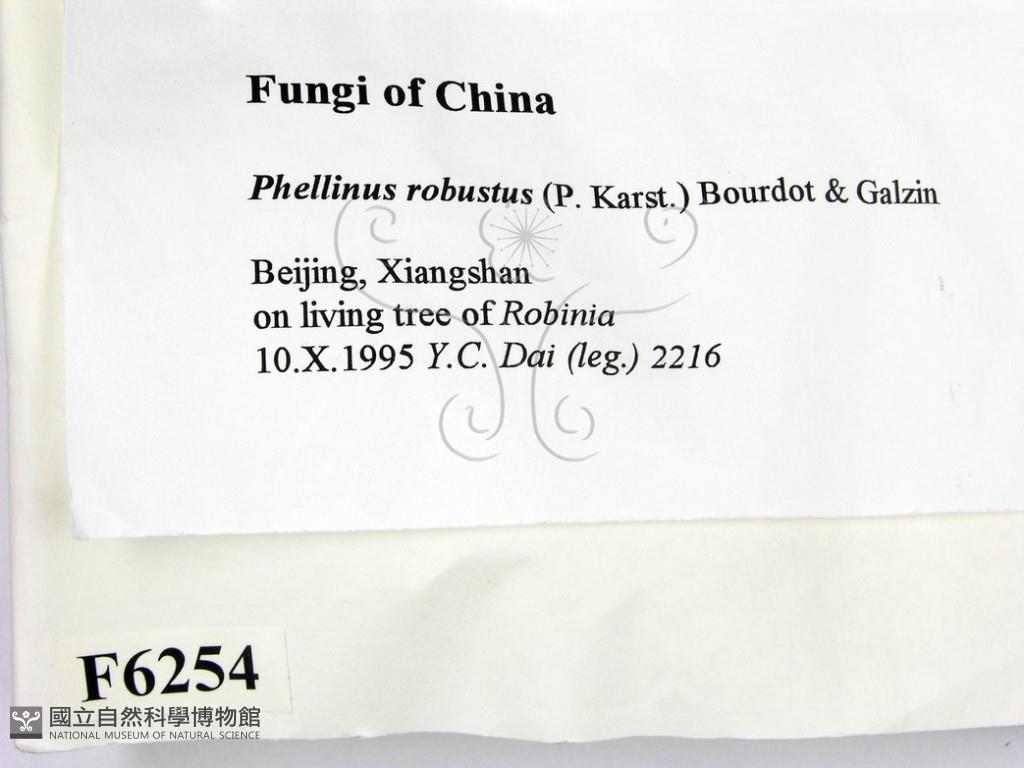 Fungi of China
Phellinus robustus (P. Karst.) Bourdot & Galzin
Beijing, Xiangshan
on living tree of Robinia
10.X.1995 Y.C. Dai (leg.) 2216
F6254
國立自然科學博物館
NATIONAL MUSEUM OF NATURAL SCIENCE